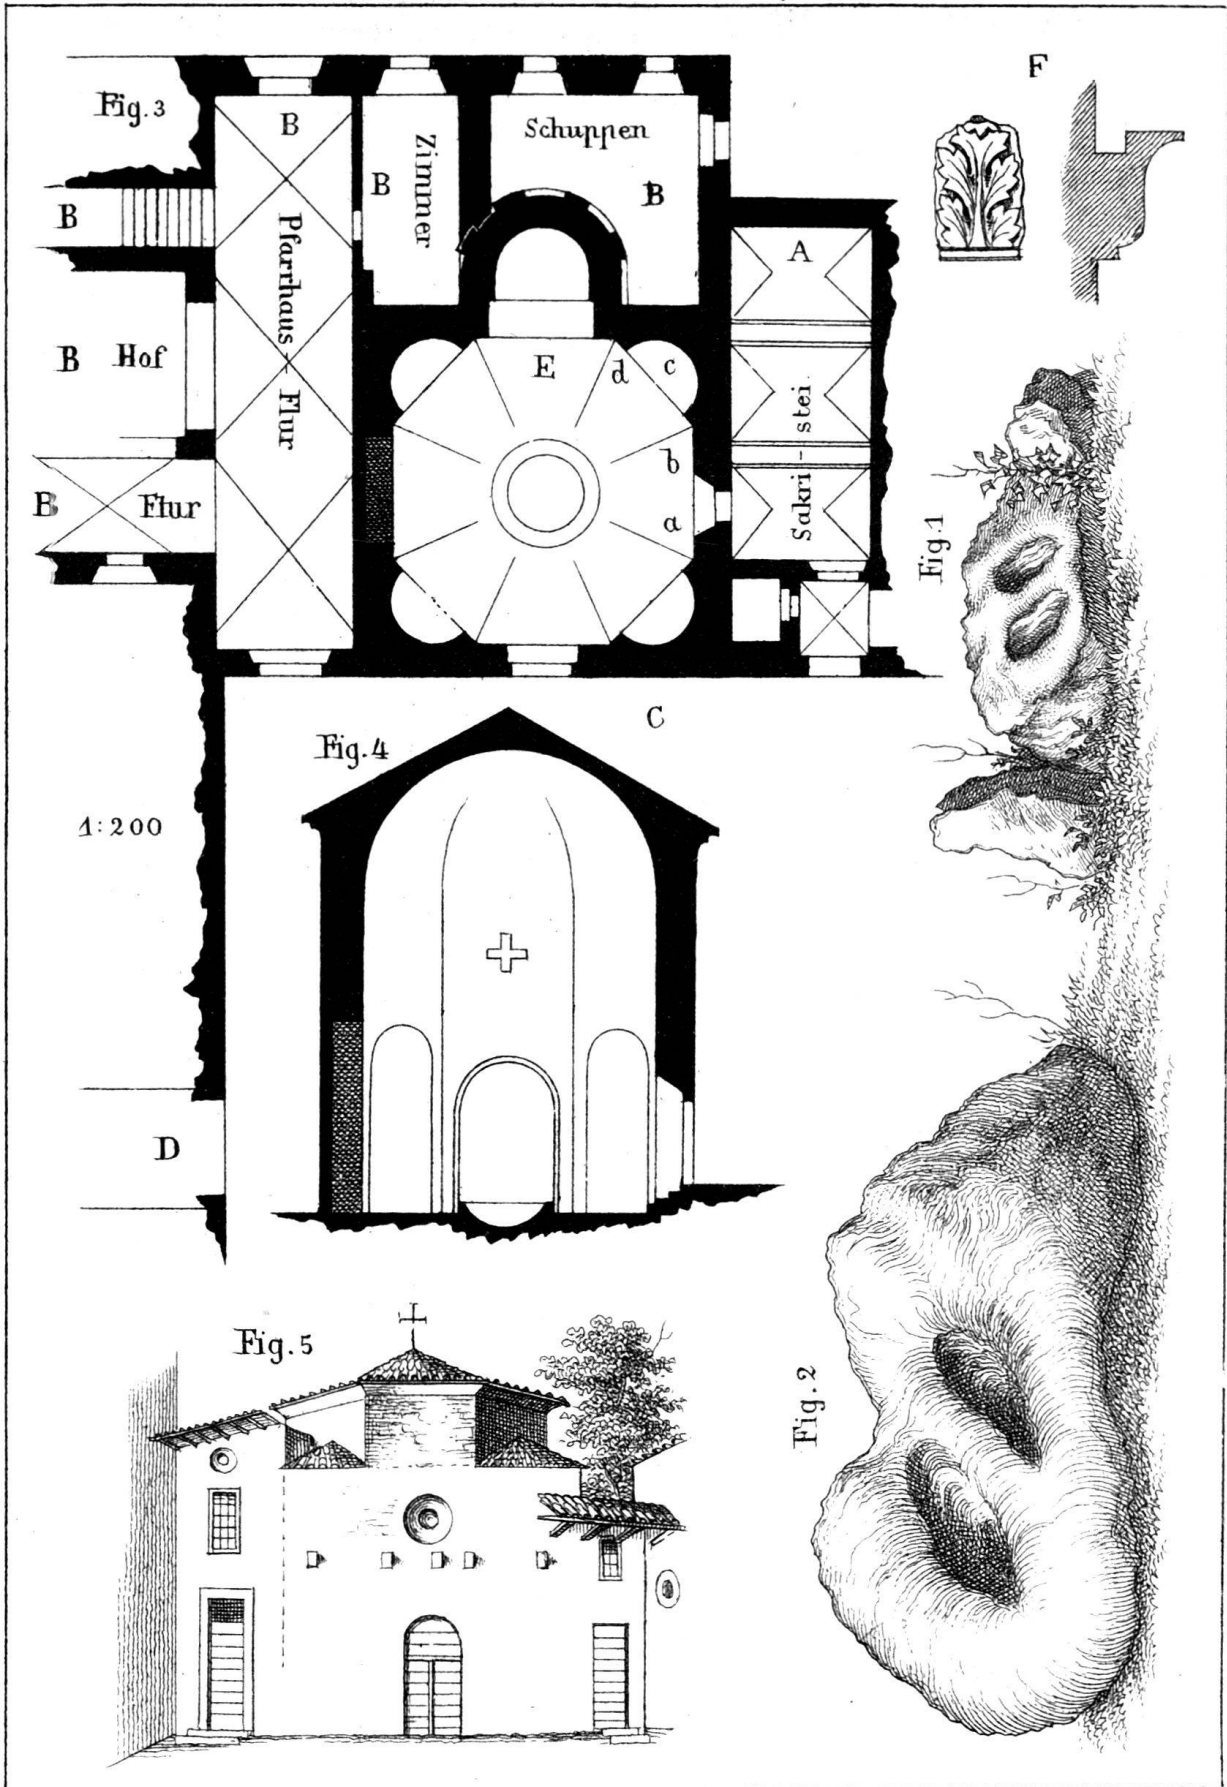 F
Fig. 3
B
Zimmer
B
Schuppen
B
B
Pfarrhaus-Flur
A
B
Hof
E
d
c
b
a
Sakri-stei.
B
Flur
Fig. 1
C
Fig. 4
1:200
D
Fig. 2
Fig. 5